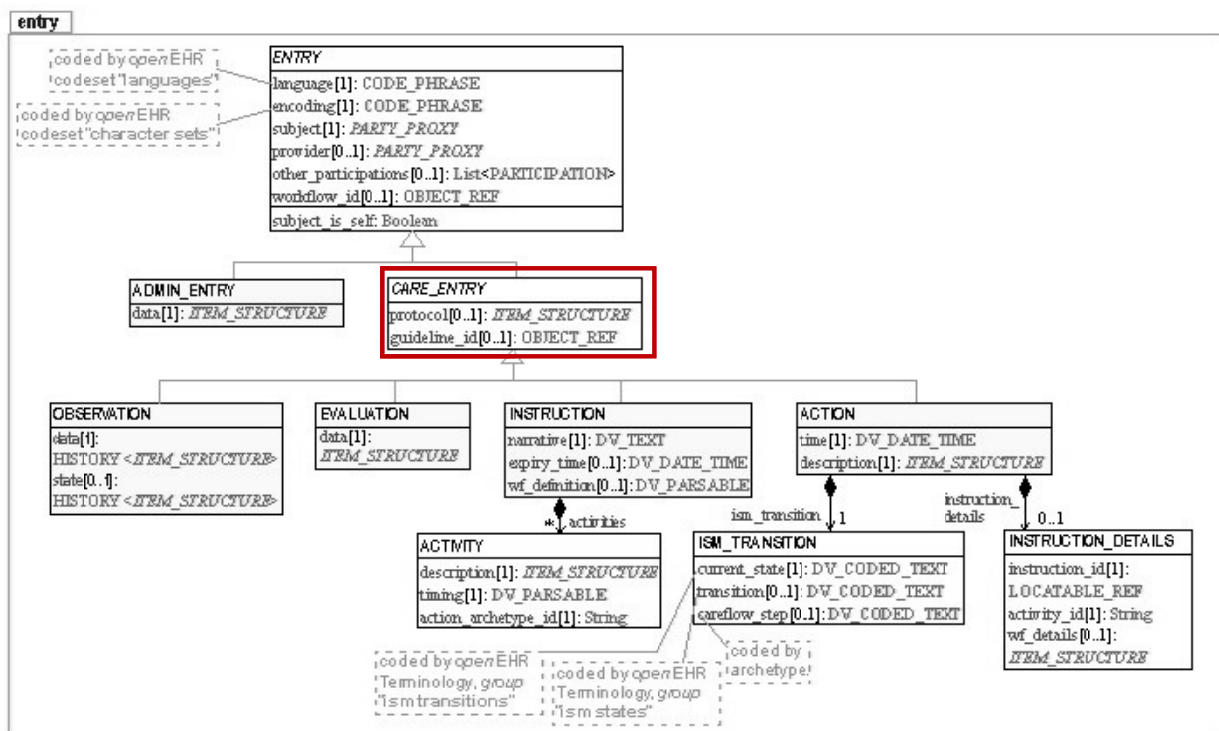 entry
coded by openEHR
codeset "languages"
coded by openEHR
codeset "character sets"
ENTRY
language[1]: CODE_PHRASE
encoding[1]: CODE_PHRASE
subject[1]: PARTY_PROXY
provider[0..1]: PARTY_PROXY
other_participations[0..1]: List<PARTICIPATION>
workflow_id[0..1]: OBJECT_REF
subject_is_self: Boolean
ADMIN_ENTRY
data[1]: ITEM_STRUCTURE
CARE_ENTRY
protocol[0..1]: ITEM_STRUCTURE
guideline_id[0..1]: OBJECT_REF
OBSERVATION
data[1]:
HISTORY <ITEM_STRUCTURE>
state[0..1]:
HISTORY <ITEM_STRUCTURE>
EVALUATION
data[1]:
ITEM_STRUCTURE
INSTRUCTION
narrative[1]: DV_TEXT
expiry_time[0..1]: DV_DATE_TIME
wf_definition[0..1]: DV_PARSABLE
ACTION
time[1]: DV_DATE_TIME
description[1]: ITEM_STRUCTURE
* activities
ism_transition 1
instruction_
details 0..1
ACTIVITY
description[1]: ITEM_STRUCTURE
timing[1]: DV_PARSABLE
action_archetype_id[1]: String
ISM_TRANSITION
current_state[1]: DV_CODED_TEXT
transition[0..1]: DV_CODED_TEXT
careflow_step[0..1]: DV_CODED_TEXT
INSTRUCTION_DETAILS
instruction_id[1]:
LOCATABLE_REF
activity_id[1]: String
wf_details[0..1]:
ITEM_STRUCTURE
coded by openEHR
Terminology, group
"ism transitions"
coded by openEHR
Terminology, group
"ism states"
coded by
archetype